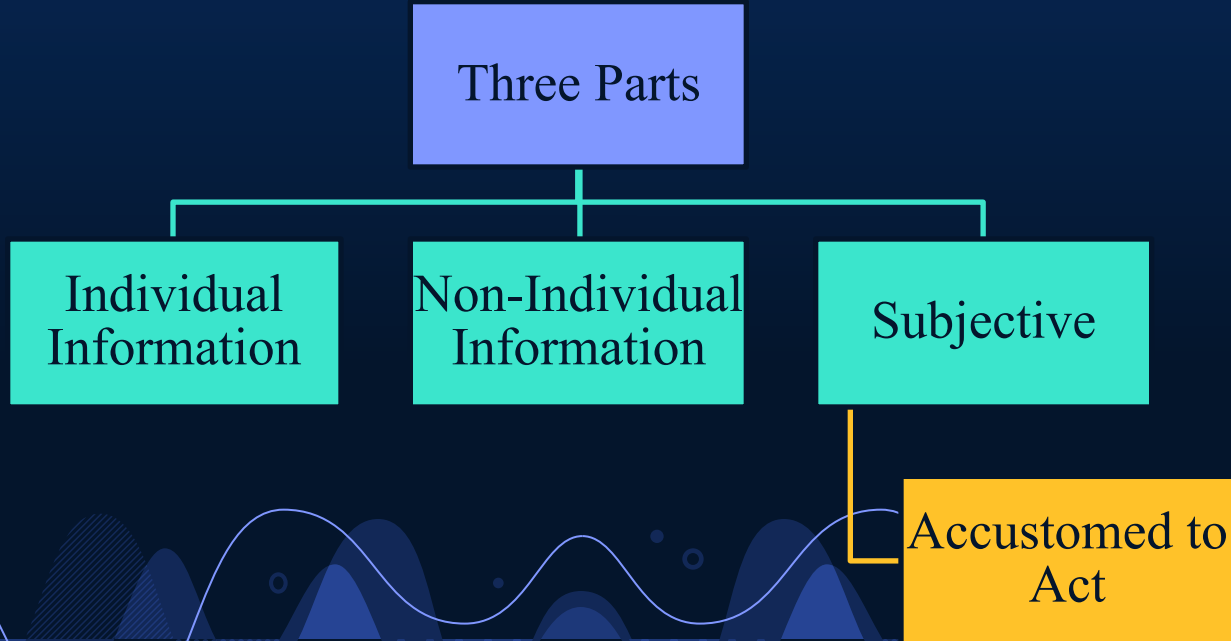 Three Parts
Individual
Information
Non-Individual
Information
Subjective
Accustomed to
Act